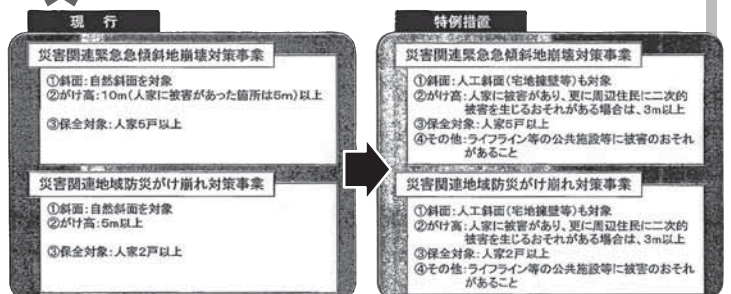 現 行
災害関連緊急急傾斜地崩壊対策事業
①斜面:自然斜面を対象
②がけ高:10m(人家に被害があった箇所は5m)以上
③保全対象:人家5戸以上
災害関連地域防災がけ崩れ対策事業
①斜面:自然斜面を対象
②がけ高:5m以上
③保全対象:人家2戸以上
特例措置
災害関連緊急急傾斜地崩壊対策事業
①斜面:人工斜面(宅地擁壁等)も対象
②がけ高:人家に被害があり、更に周辺住民に二次的
被害を生じるおそれがある場合は、3m以上
③保全対象:人家5戸以上
④その他:ライフライン等の公共施設等に被害のおそれ
があること
災害関連地域防災がけ崩れ対策事業
①斜面:人工斜面(宅地擁壁等)も対象
②がけ高:人家に被害があり、更に周辺住民に二次的
被害を生じるおそれがある場合は、3m以上
③保全対象:人家2戸以上
④その他:ライフライン等の公共施設等に被害のおそれ
があること